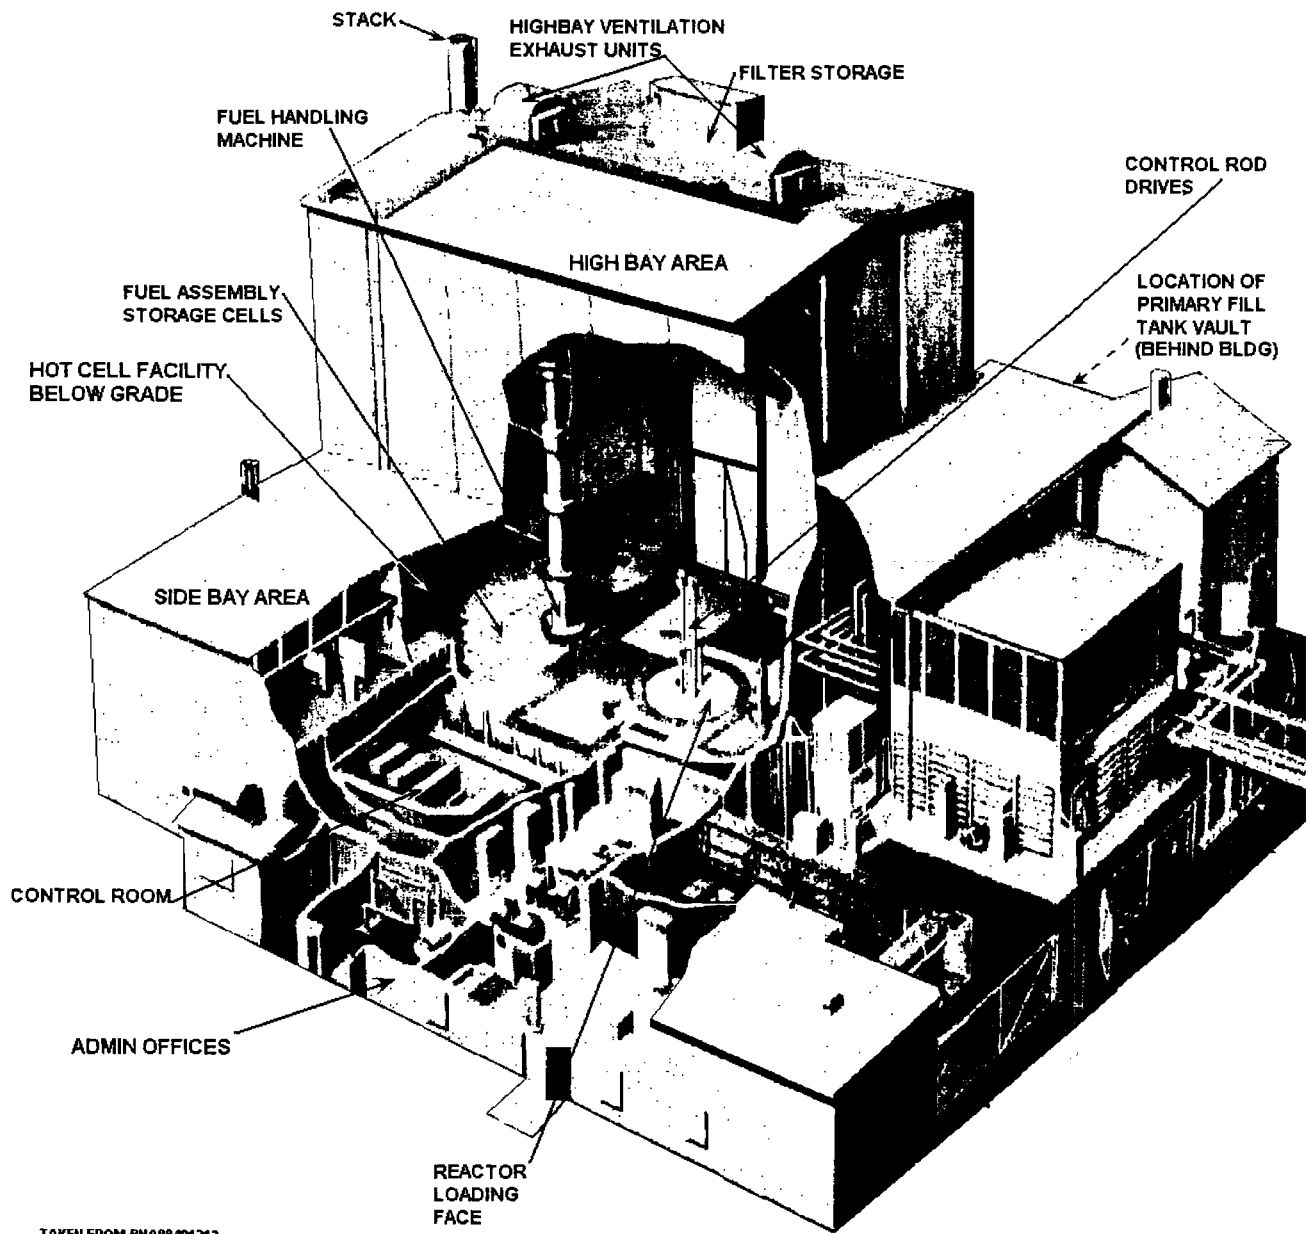 STACK
HIGHBAY VENTILATION
EXHAUST UNITS
FILTER STORAGE
FUEL HANDLING
MACHINE
CONTROL ROD
DRIVES
HIGH BAY AREA
LOCATION OF
PRIMARY FILL
TANK VAULT
(BEHIND BLDG)
FUEL ASSEMBLY
STORAGE CELLS
HOT CELL FACILITY
BELOW GRADE
SIDE BAY AREA
CONTROL ROOM
ADMIN OFFICES
REACTOR
LOADING
FACE
TAKEN FROM